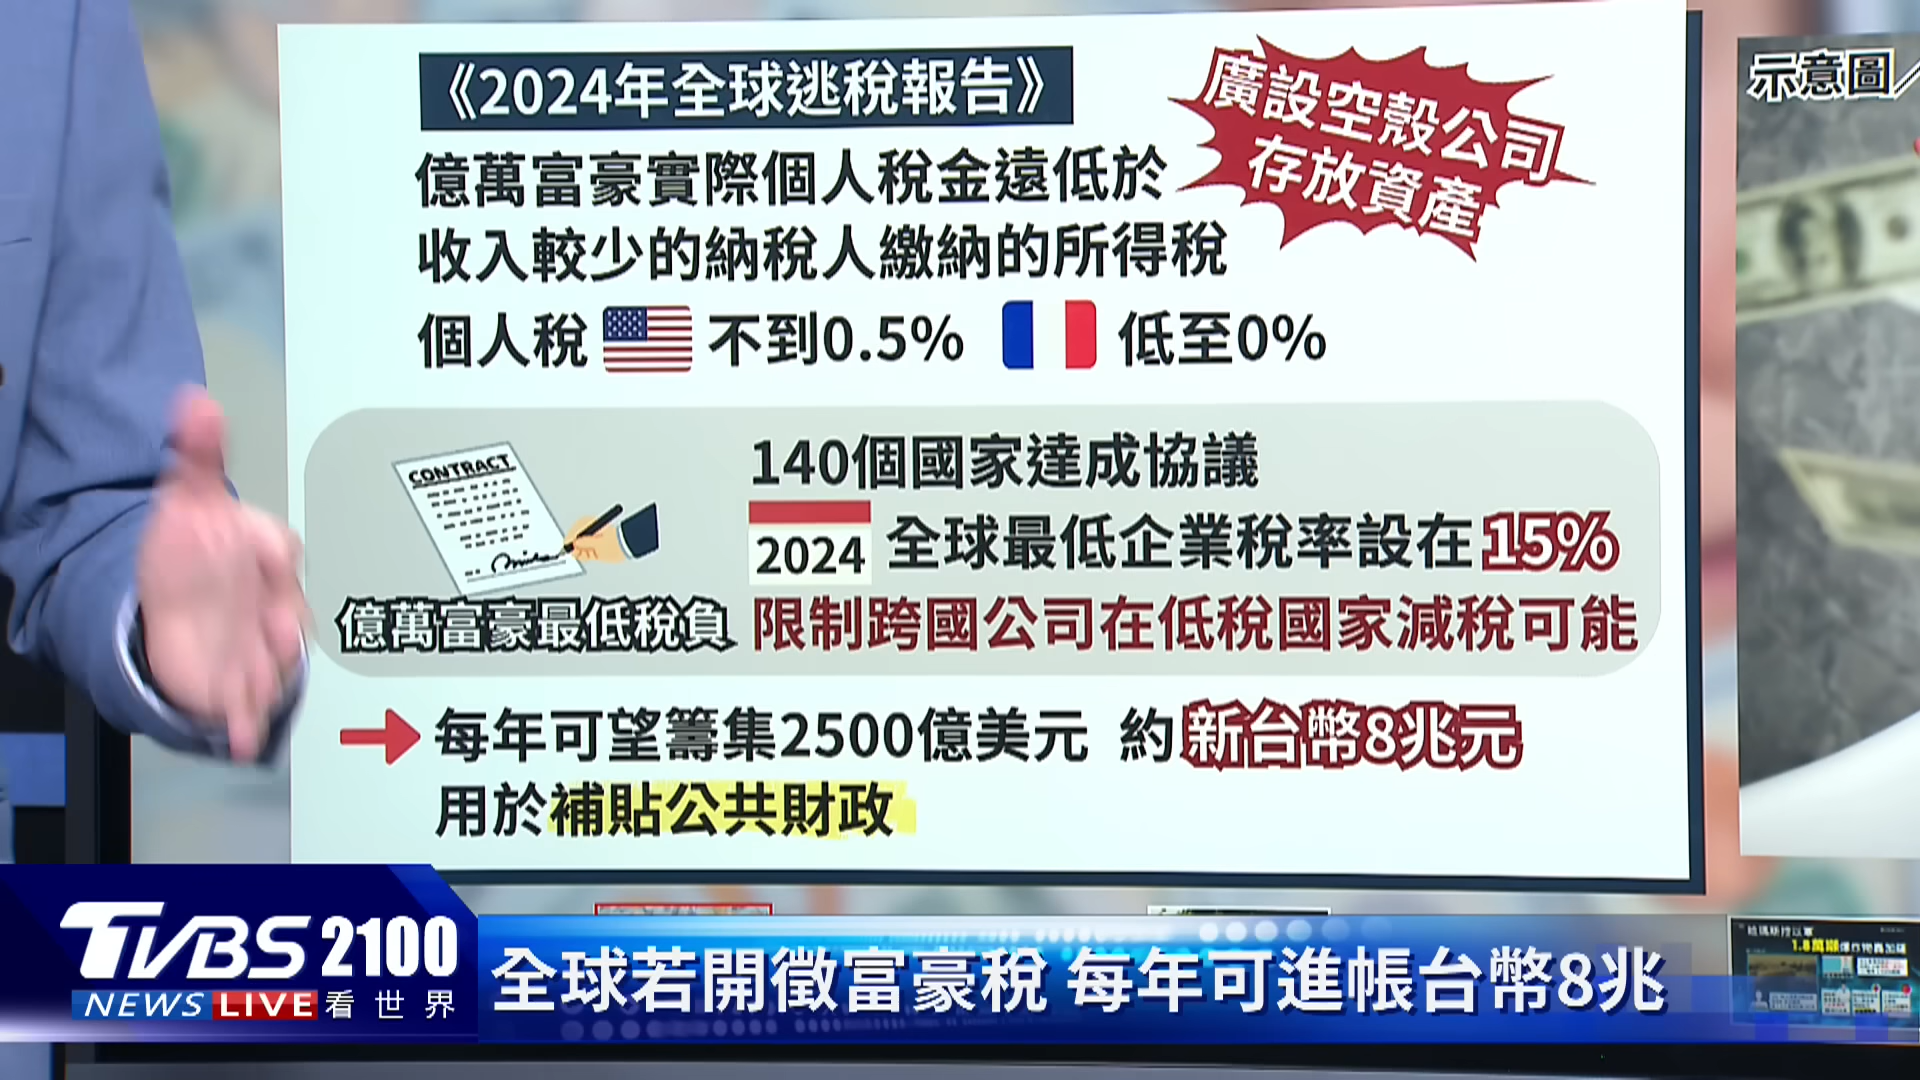 《2024年全球逃稅報告》
廣設空殼公司
存放資產
示意圖
億萬富豪實際個人稅金遠低於
收入較少的納稅人繳納的所得稅
個人稅 不到0.5% 低至0%
CONTRACT
140個國家達成協議
2024 全球最低企業稅率設在15%
億萬富豪最低稅負
限制跨國公司在低稅國家減稅可能
每年可望籌集2500億美元 約新台幣8兆元
用於補貼公共財政
TVBS 2100
NEWS LIVE 看世界
全球若開徵富豪稅 每年可進帳台幣8兆